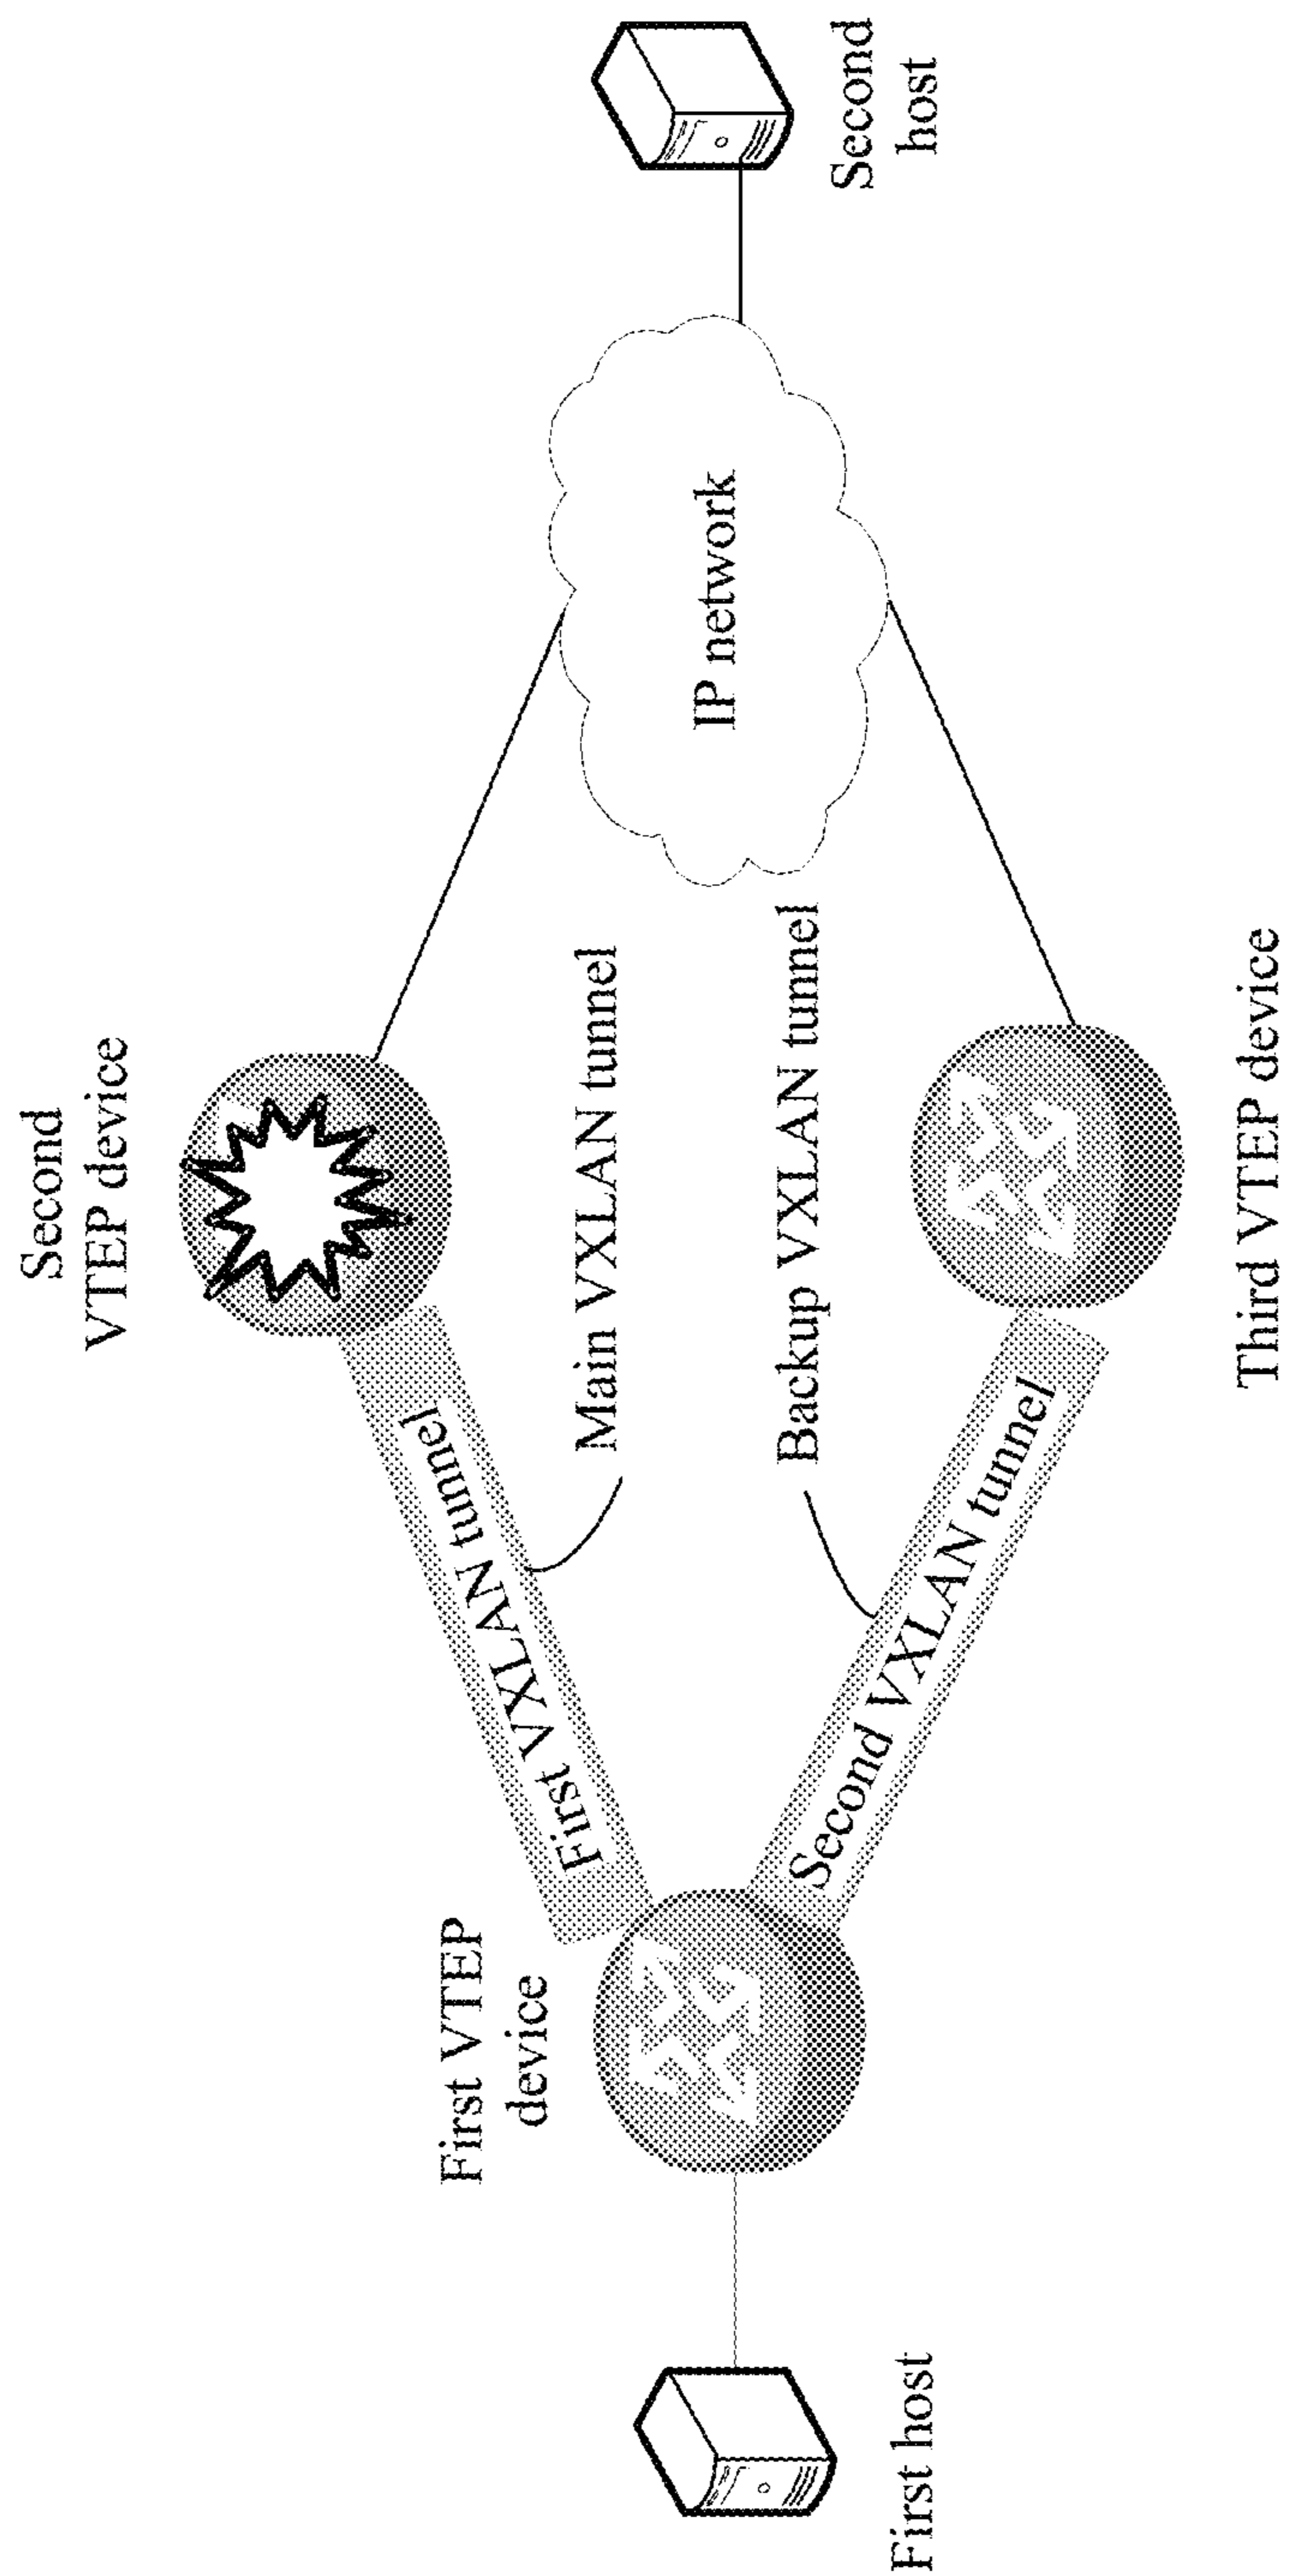 Second
VTEP device
First VTEP
device
First VXLAN tunnel
Main VXLAN tunnel
IP network
Second
host
First host
Backup VXLAN tunnel
Second VXLAN tunnel
Third VTEP device